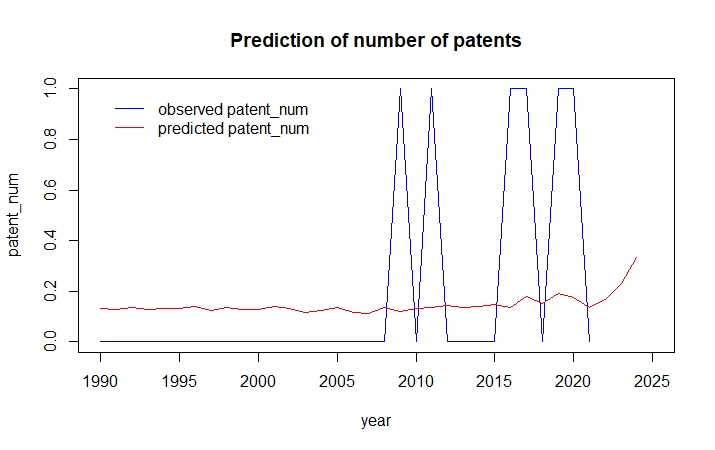 Prediction of number of patents
observed patent_num
predicted patent_num
patent_num
0.0
0.2
0.4
0.6
0.8
1.0
1990 1995 2000 2005 2010 2015 2020 2025
year